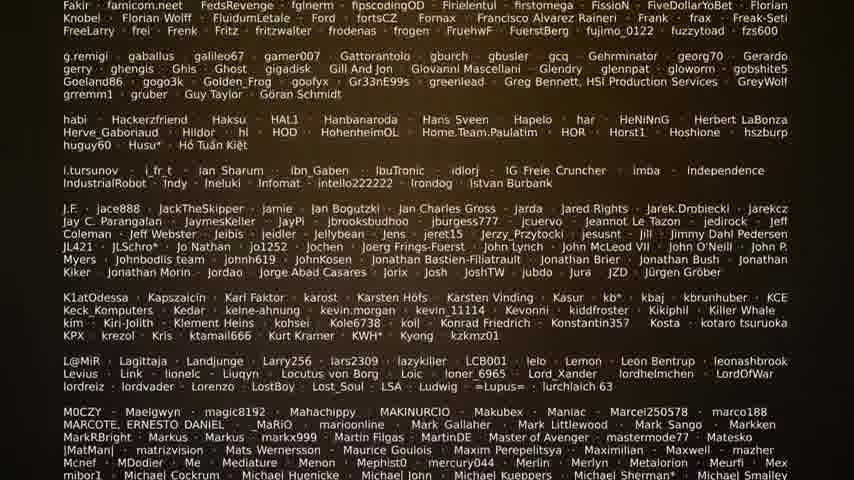 Fakir · famicom.neet · FedsRevenge · fglnerm · fipscodingOD · Firielentul · firstomega · FissioN · FiveDollarYoBet · Florian
Knobel · Florian Wolff · FluidumLetale · Ford · fortsCZ · Fornax · Francisco Álvarez Raineri · Frank · frax · Freak-Seti
FreeLarry · frei · Frenk · Fritz · fritzwalter · frodenas · frogen · FruehwF · FuerstBerg · fujimo_0122 · fuzzytoad · fzs600
g.remigi · gaballus · galileo67 · gamer007 · Gattorantolo · gburch · gbusler · gcq · Gehrminator · georg70 · Gerardo
gerry · ghengis · Ghis · Ghost · gigadisk · Gill And Jon · Giovanni Mascellani · Glendry · glennpat · gloworm · gobshite5
Goeland86 · gogo3k · Golden_Frog · goofyx · Gr33nE99s · greenlead · Greg Bennett, HSI Production Services · GreyWolf
grremm1 · gruber · Guy Taylor · Göran Schmidt
habi · Hackerzfriend · Haksu · HAL1 · Hanbanaroda · Hans Sveen · Hapelo · har · HeNiNnG · Herbert LaBonza
Herve_Gaboriaud · Hildor · hl · HOD · HohenheimOL · Home.Team.Paulatim · HOR · Horst1 · Hoshione · hszburp
huguy60 · Husu* · Hồ Tuấn Kiệt
i.tursunov · i_fr_t · Ian Sharum · ibn_Gaben · IbuTronic · idlorj · IG Freie Cruncher · imba · Independence
IndustrialRobot · Indy · Ineluki · Infomat · intello222222 · Irondog · Istvan Burbank
J.F. · jace888 · JackTheSkipper · jamie · Jan Bogutzki · Jan Charles Gross · Jarda · Jared Rights · Jarek.Drobiecki · jarekcz
Jay C. Parangalan · JaymesKeller · JayPi · jbrooksbudhoo · jburgess777 · jcuervo · Jeannot Le Tazon · jedirock · Jeff
Coleman · Jeff Webster · Jeibis · jeidler · Jellybean · Jens · jeret15 · Jerzy_Przytocki · jesusnt · Jill · Jimmy Dahl Pedersen
JL421 · JLSchro* · Jo Nathan · jo1252 · Jochen · Joerg Frings-Fuerst · John Lynch · John McLeod VII · John O'Neill · John P.
Myers · Johnbodlis team · johnh619 · JohnKosen · Jonathan Bastien-Filiatrault · Jonathan Brier · Jonathan Bush · Jonathan
Kiker · Jonathan Morin · Jordao · Jorge Abad Casares · Jorix · Josh · JoshTW · jubdo · Jura · JZD · Jürgen Gröber
K1atOdessa · Kapszaicin · Karl Faktor · karost · Karsten Höfs · Karsten Vinding · Kasur · kb* · kbaj · kbrunhuber · KCE
Keck_Komputers · Kedar · keine-ahnung · kevin.morgan · kevin_11114 · Kevonni · kiddfroster · Kikiphil · Killer Whale
kim · Kiri-Jolith · Klement Heins · kohsei · Kole6738 · koll · Konrad Friedrich · Konstantin357 · Kosta · kotaro tsuruoka
KPX · krezol · Kris · ktamail666 · Kurt Kramer · KWH* · Kyong · kzkmz01
L@MiR · Lagittaja · Landjunge · Larry256 · lars2309 · lazykiller · LCB001 · lelo · Lemon · Leon Bentrup · leonashbrook
Levius · Link · lionelc · Liuqyn · Locutus von Borg · Loic · loner_6965 · Lord_Xander · lordhelmchen · LordOfWar
lordreiz · lordvader · Lorenzo · LostBoy · Lost_Soul · LSA · Ludwig · =Lupus= · lurchlaich 63
M0CZY · Maelgwyn · magic8192 · Mahachippy · MAKINURCIO · Makubex · Maniac · Marcel250578 · marco188
MARCOTE, ERNESTO DANIEL · _MaRiO · marioonline · Mark Gallaher · Mark Littlewood · Mark Sango · Markken
MarkRBright · Markus · Markus · markx999 · Martin Filgas · MartinDE · Master of Avenger · mastermode77 · Matesko
|MatMan| · matrizvision · Mats Wernersson · Maurice Goulois · Maxim Perepelitsya · Maximilian · Maxwell · mazher
Mcnef · MDodier · Me · Mediature · Menon · Mephist0 · mercury044 · Merlin · Merlyn · Metalorion · Meurfi · Mex
mibor1 · Michael Cockrum · Michael Huenicke · Michael John · Michael Kueppers · Michael Sherman* · Michael Smalley